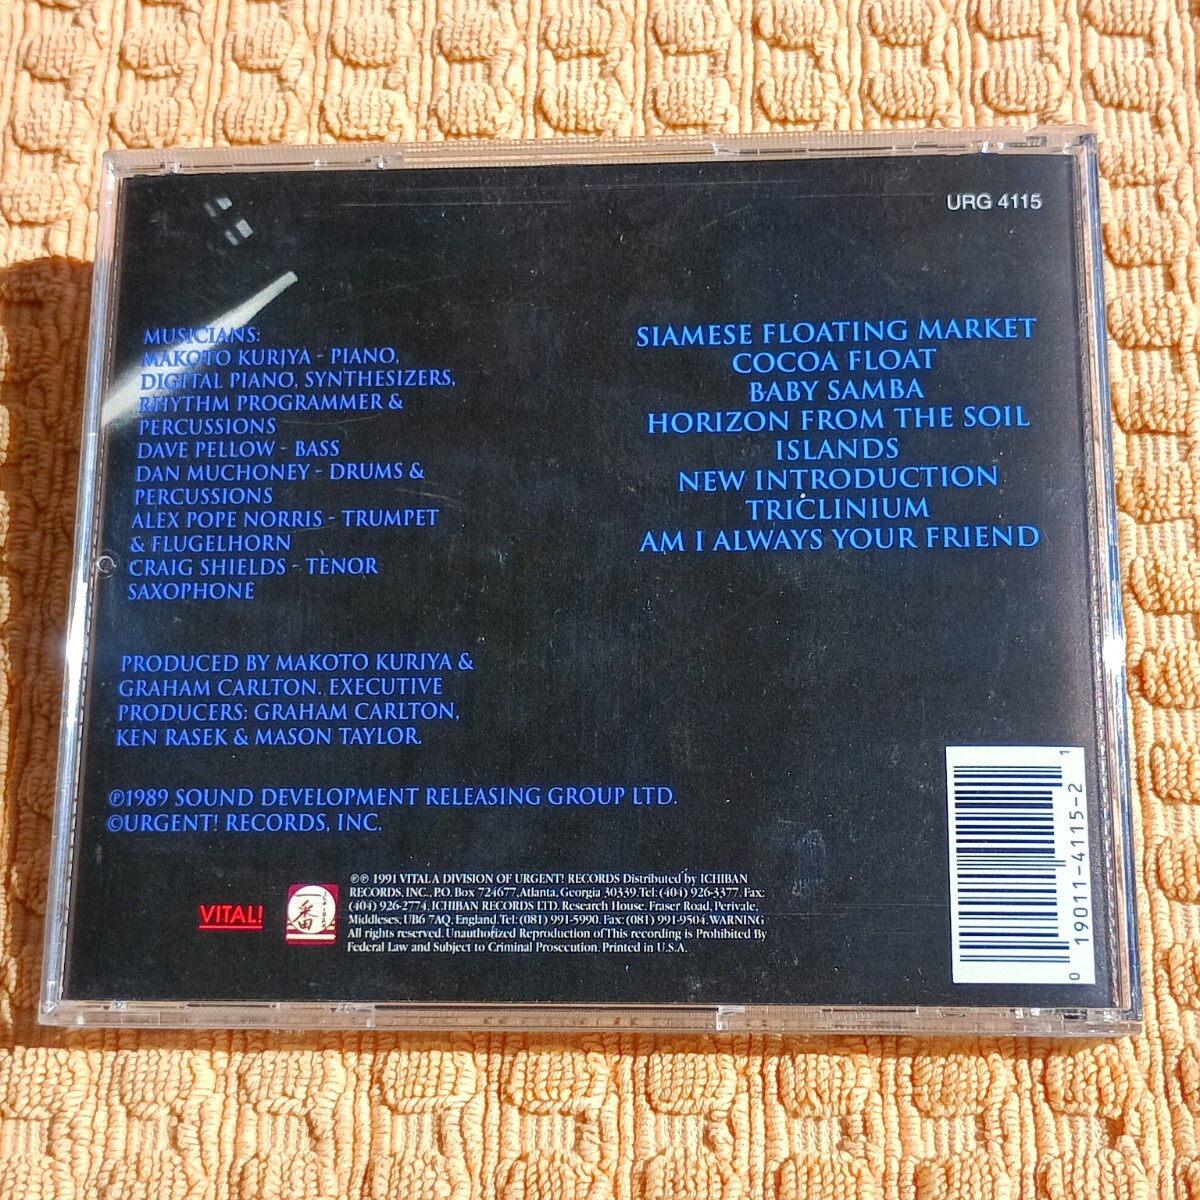 URG 4115
MUSICIANS:
MAKOTO KURIYA - PIANO,
DIGITAL PIANO, SYNTHESIZERS,
RHYTHM PROGRAMMER &
PERCUSSIONS
DAVE PELLOW - BASS
DAN MUCHONEY - DRUMS &
PERCUSSIONS
ALEX POPE NORRIS - TRUMPET
& FLUGELHORN
CRAIG SHIELDS - TENOR
SAXOPHONE
SIAMESE FLOATING MARKET
COCOA FLOAT
BABY SAMBA
HORIZON FROM THE SOIL
ISLANDS
NEW INTRODUCTION
TRICLINIUM
AM I ALWAYS YOUR FRIEND
PRODUCED BY MAKOTO KURIYA &
GRAHAM CARLTON. EXECUTIVE
PRODUCERS: GRAHAM CARLTON,
KEN RASEK & MASON TAYLOR.
℗1989 SOUND DEVELOPMENT RELEASING GROUP LTD.
©URGENT! RECORDS, INC.
VITAL!
一番
℗℗ 1991 VITAL A DIVISION OF URGENT! RECORDS Distributed by ICHIBAN
RECORDS, INC., P.O. Box 724677, Atlanta, Georgia 30339. Tel: (404) 926-3377. Fax:
(404) 926-2774. ICHIBAN RECORDS LTD. Research House, Fraser Road, Perivale,
Middleses, UB6 7AQ, England. Tel: (081) 991-5990. Fax: (081) 991-9504. WARNING
All rights reserved. Unauthorized Reproduction of This recording is Prohibited By
Federal Law and Subject to Criminal Prosecution. Printed in U.S.A.
0 19011-4115-2 1